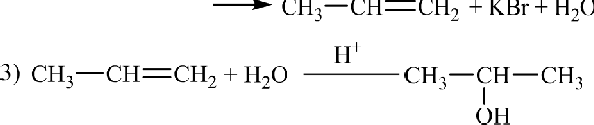 ⟶ CH₃—CH=CH₂ + KBr + H₂O
3) CH₃—CH=CH₂ + H₂O —H⁺→ CH₃—CH—CH₃
OH